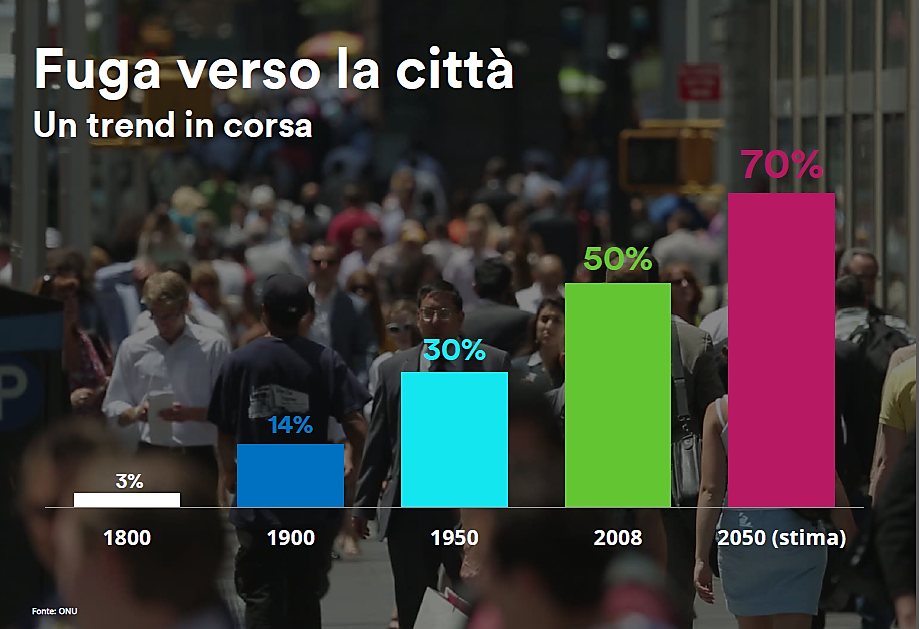 Fuga verso la città
Un trend in corsa
70%
50%
30%
14%
3%
1800 1900 1950 2008 2050 (stima)
Fonte: ONU
P